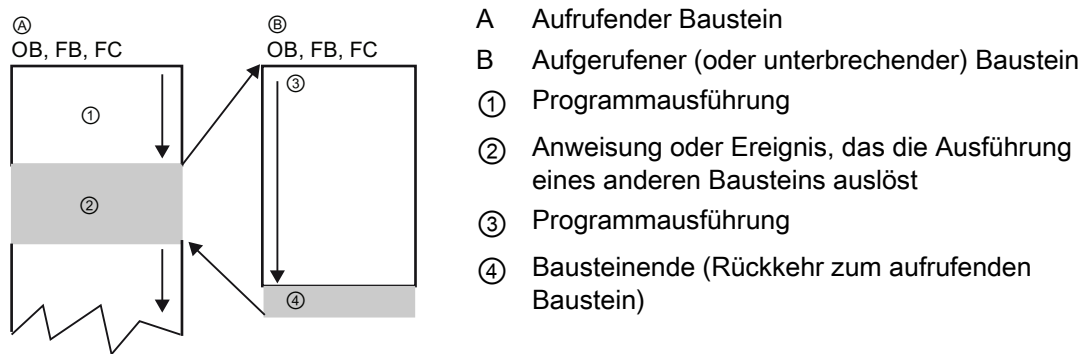 Ⓐ
OB, FB, FC
①
②
Ⓑ
OB, FB, FC
③
④
A Aufrufender Baustein
B Aufgerufener (oder unterbrechender) Baustein
① Programmausführung
② Anweisung oder Ereignis, das die Ausführung
eines anderen Bausteins auslöst
③ Programmausführung
④ Bausteinende (Rückkehr zum aufrufenden
Baustein)